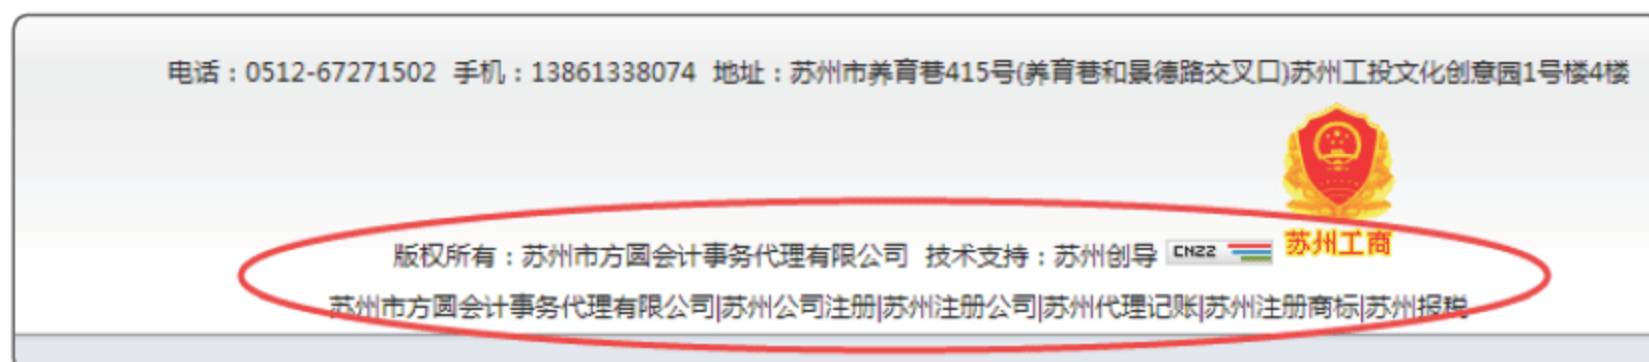 电话：0512-67271502 手机：13861338074 地址：苏州市养育巷415号(养育巷和景德路交叉口)苏州工投文化创意园1号楼4楼
版权所有：苏州市方圆会计事务代理有限公司 技术支持：苏州创导 CNZZ 苏州工商
苏州市方圆会计事务代理有限公司|苏州公司注册|苏州注册公司|苏州代理记账|苏州注册商标|苏州报税